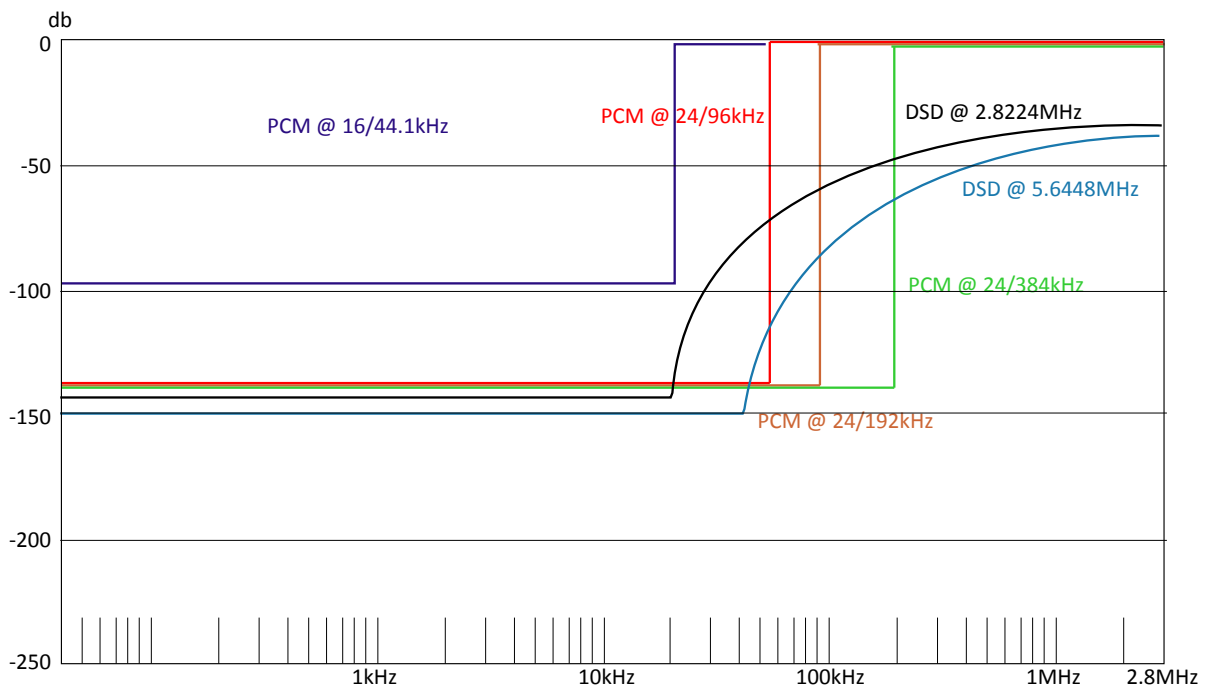 db
0
PCM @ 24/96kHz
DSD @ 2.8224MHz
PCM @ 16/44.1kHz
-50
DSD @ 5.6448MHz
PCM @ 24/384kHz
-100
-150
PCM @ 24/192kHz
-200
-250
1kHz
10kHz
100kHz
1MHz
2.8MHz